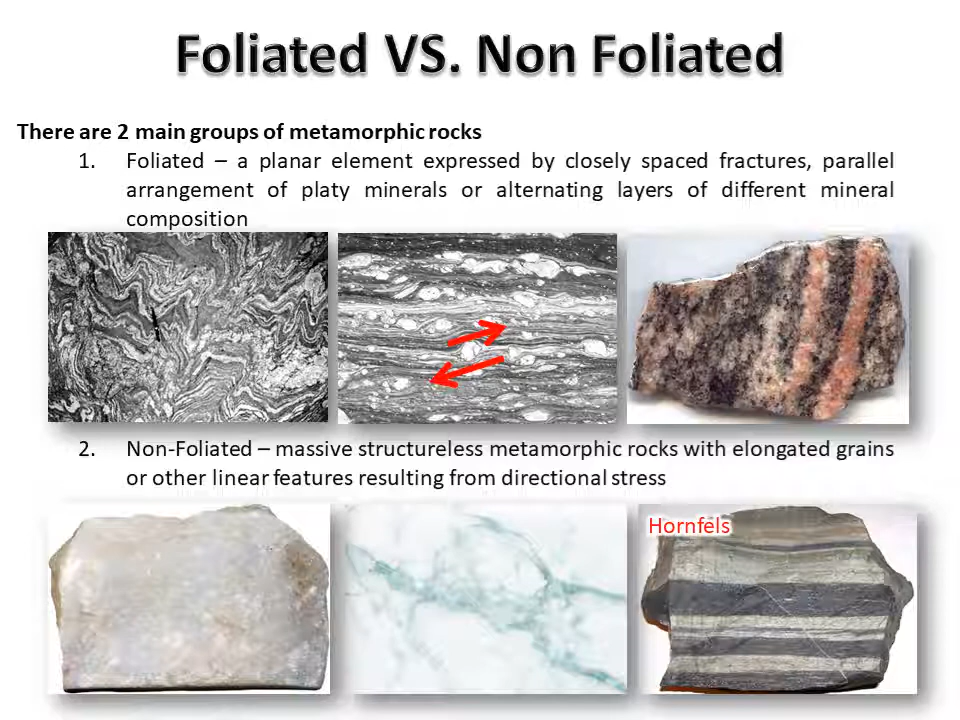 Foliated VS. Non Foliated
There are 2 main groups of metamorphic rocks
1. Foliated – a planar element expressed by closely spaced fractures, parallel
arrangement of platy minerals or alternating layers of different mineral
composition
2. Non-Foliated – massive structureless metamorphic rocks with elongated grains
or other linear features resulting from directional stress
Hornfels